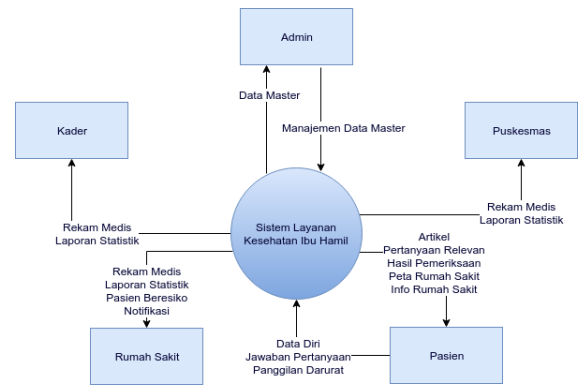 Admin
Data Master
Manajemen Data Master
Kader
Puskesmas
Rekam Medis
Laporan Statistik
Sistem Layanan
Kesehatan Ibu Hamil
Rekam Medis
Laporan Statistik
Artikel
Pertanyaan Relevan
Hasil Pemeriksaan
Peta Rumah Sakit
Info Rumah Sakit
Rekam Medis
Laporan Statistik
Pasien Beresiko
Notifikasi
Data Diri
Jawaban Pertanyaan
Panggilan Darurat
Rumah Sakit
Pasien